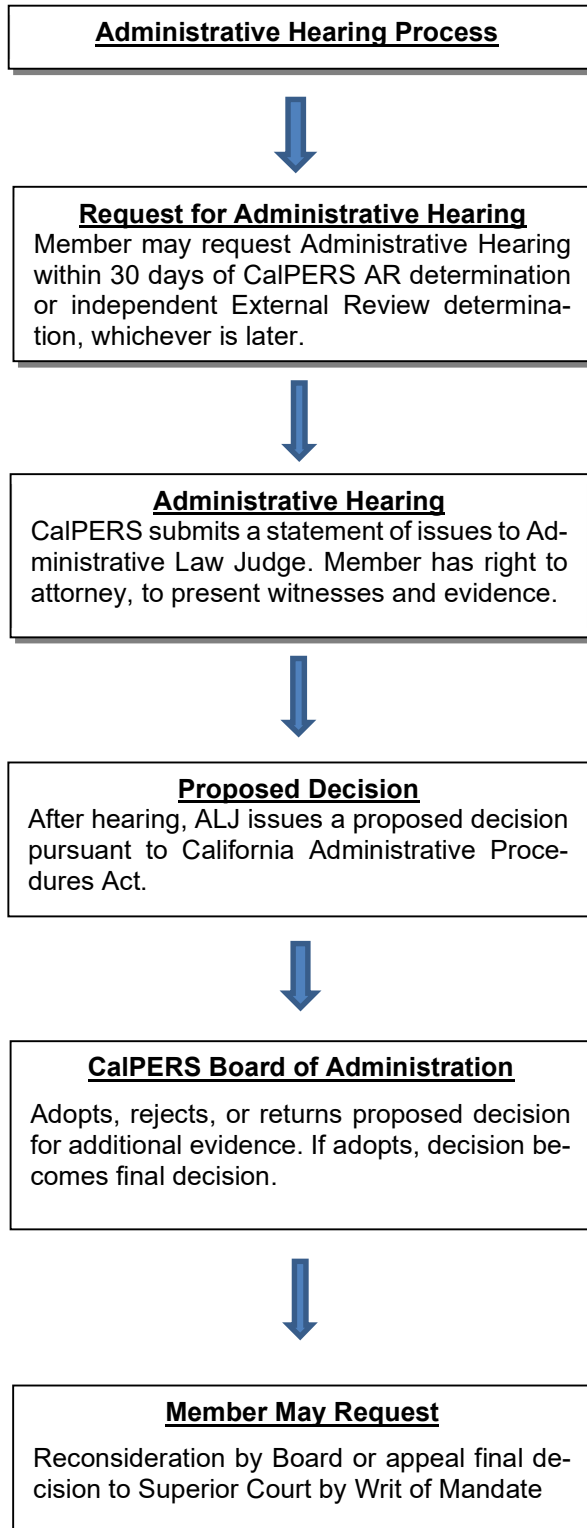 Administrative Hearing Process
Request for Administrative Hearing
Member may request Administrative Hearing
within 30 days of CalPERS AR determination
or independent External Review determina-
tion, whichever is later.
Administrative Hearing
CalPERS submits a statement of issues to Ad-
ministrative Law Judge. Member has right to
attorney, to present witnesses and evidence.
Proposed Decision
After hearing, ALJ issues a proposed decision
pursuant to California Administrative Proce-
dures Act.
CalPERS Board of Administration
Adopts, rejects, or returns proposed decision
for additional evidence. If adopts, decision be-
comes final decision.
Member May Request
Reconsideration by Board or appeal final de-
cision to Superior Court by Writ of Mandate